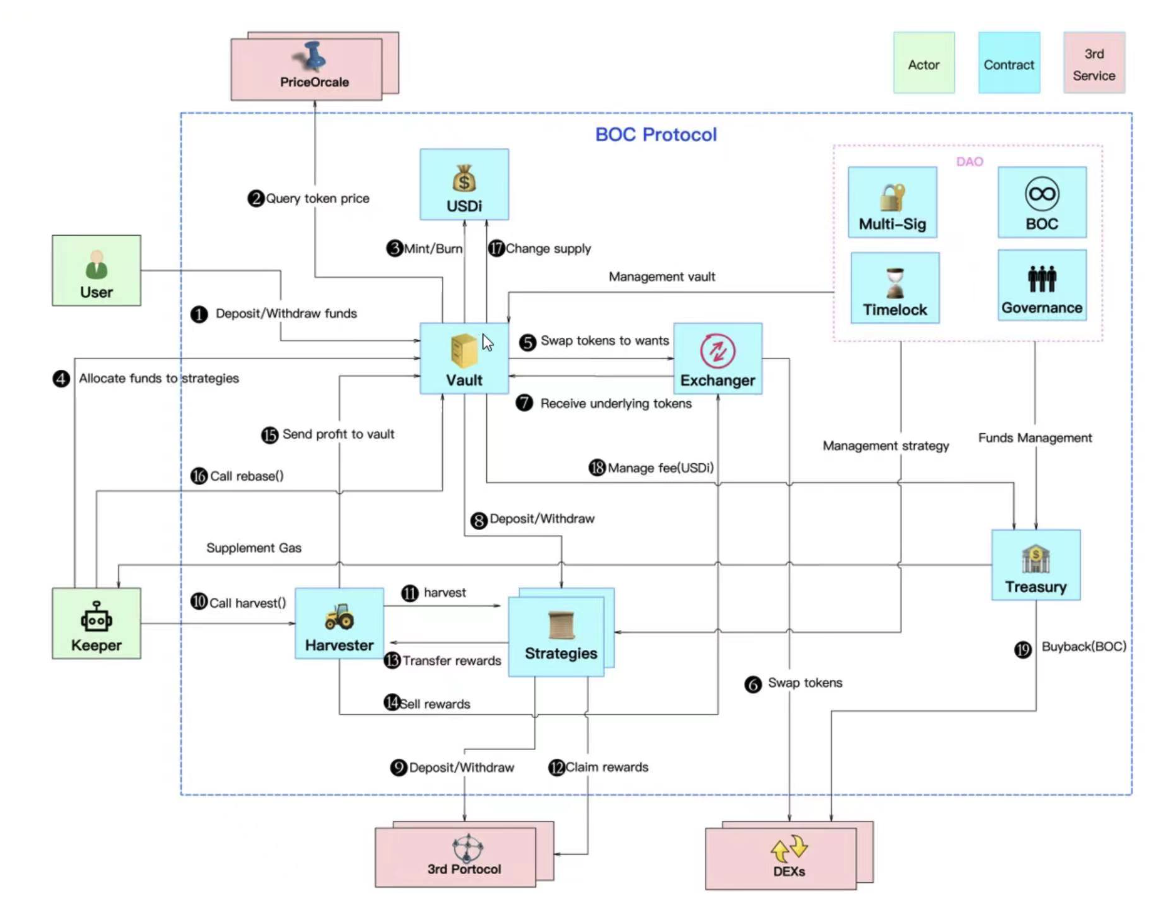 PriceOrcale
Actor
Contract
3rd
Service
BOC Protocol
DAO
2 Query token price
USDi
Multi-Sig
BOC
3 Mint/Burn
17 Change supply
User
Management vault
Timelock
Governance
1 Deposit/Withdraw funds
5 Swap tokens to wants
4 Allocate funds to strategies
Vault
Exchanger
7 Receive underlying tokens
15 Send profit to vault
Management strategy
Funds Management
16 Call rebase()
18 Manage fee(USDi)
8 Deposit/Withdraw
Supplement Gas
Treasury
10 Call harvest()
11 harvest
Keeper
Harvester
Strategies
13 Transfer rewards
19 Buyback(BOC)
6 Swap tokens
14 Sell rewards
9 Deposit/Withdraw
12 Claim rewards
3rd Portocol
DEXs